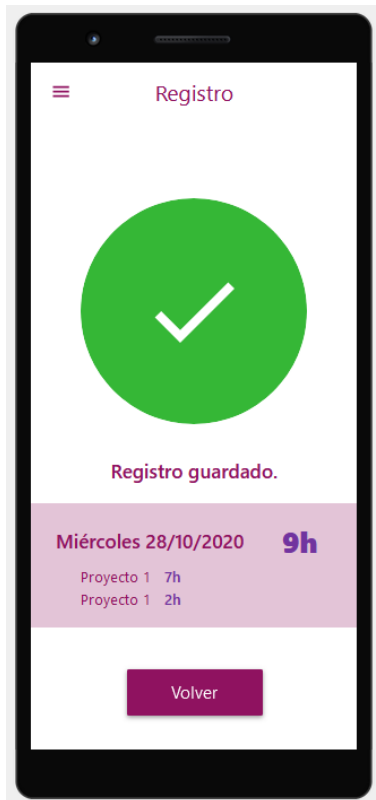 Registro
Registro guardado.
Miércoles 28/10/2020 9h
Proyecto 1 7h
Proyecto 1 2h
Volver